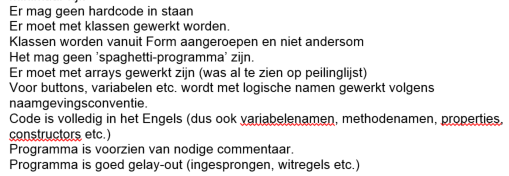 Er mag geen hardcode in staan
Er moet met klassen gewerkt worden.
Klassen worden vanuit Form aangeroepen en niet andersom
Het mag geen 'spaghetti-programma' zijn.
Er moet met arrays gewerkt zijn (was al te zien op peilinglijst)
Voor buttons, variabelen etc. wordt met logische namen gewerkt volgens
naamgevingsconventie.
Code is volledig in het Engels (dus ook variabelenamen, methodenamen, properties,
constructors etc.)
Programma is voorzien van nodige commentaar.
Programma is goed gelay-out (ingesprongen, witregels etc.)